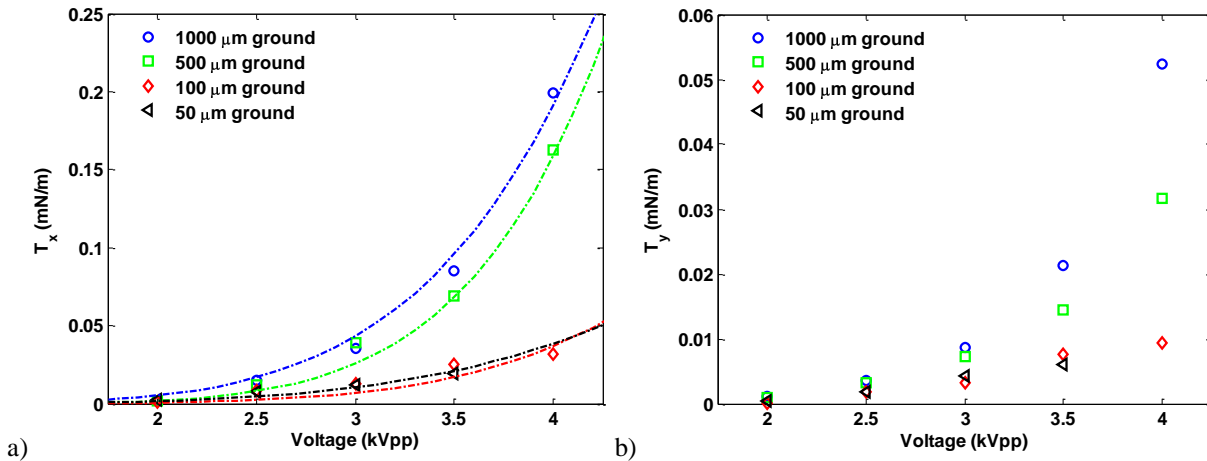 0.25
0.2
0.15
0.1
0.05
0
T_x (mN/m)
1000 μm ground
500 μm ground
100 μm ground
50 μm ground
2 2.5 3 3.5 4
Voltage (kVpp)
a)
0.06
0.05
0.04
0.03
0.02
0.01
0
T_y (mN/m)
1000 μm ground
500 μm ground
100 μm ground
50 μm ground
2 2.5 3 3.5 4
Voltage (kVpp)
b)